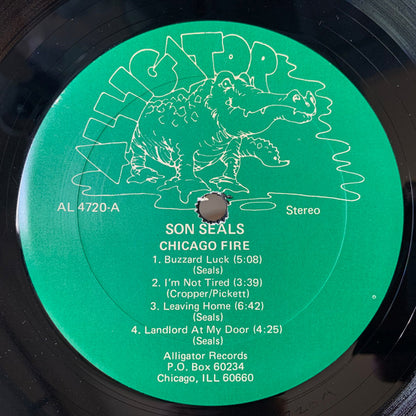 ALLIGATOR
AL 4720-A
Stereo
SON SEALS
CHICAGO FIRE
1. Buzzard Luck (5:08)
(Seals)
2. I'm Not Tired (3:39)
(Cropper/Pickett)
3. Leaving Home (6:42)
(Seals)
4. Landlord At My Door (4:25)
(Seals)
Alligator Records
P.O. Box 60234
Chicago, ILL 60660